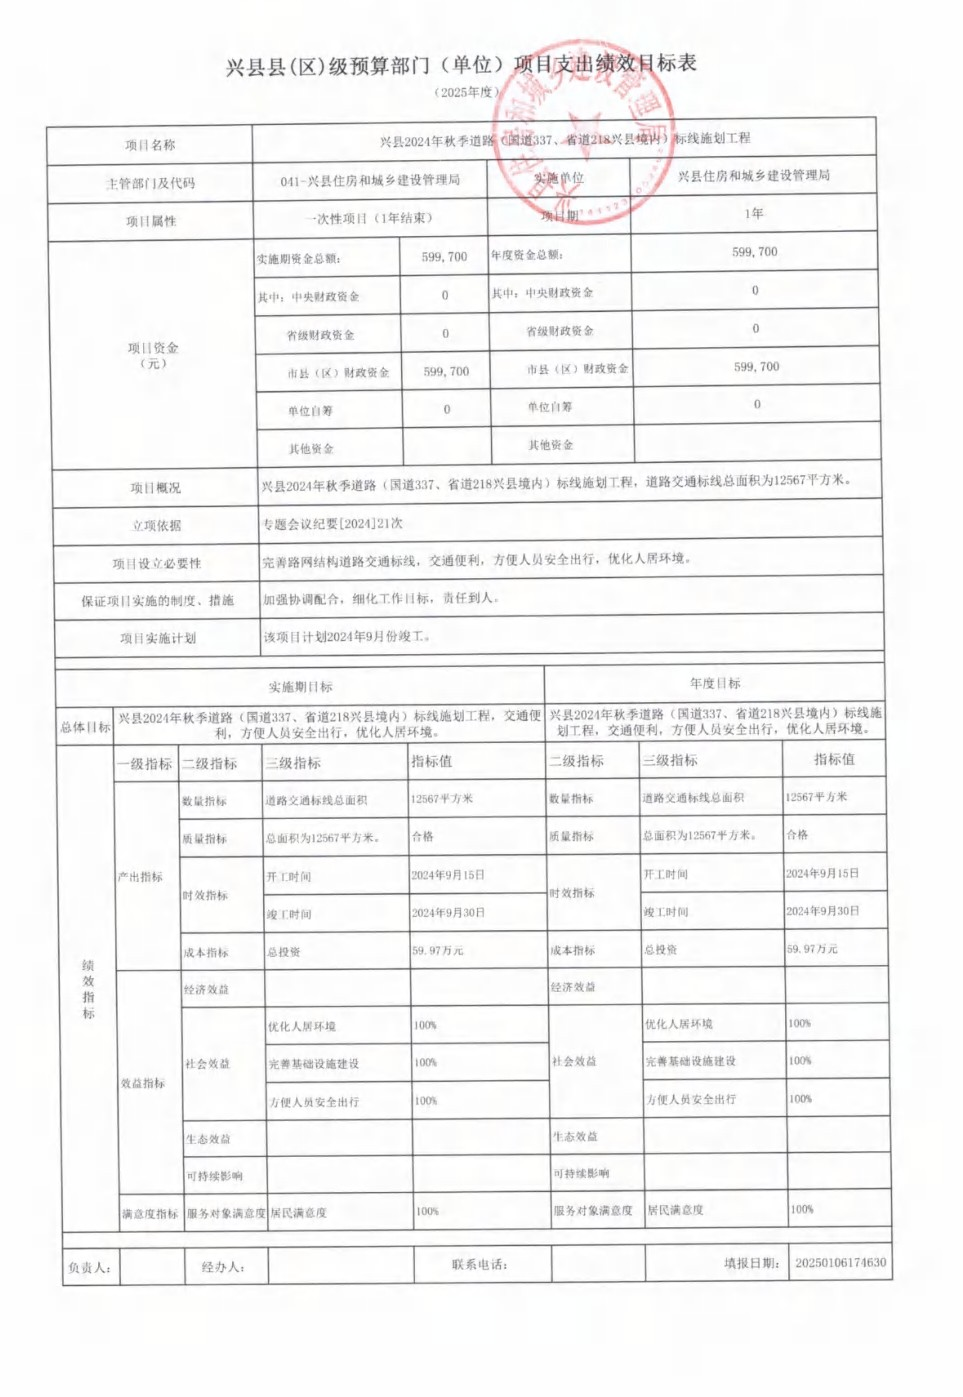 兴县县(区)级预算部门（单位）项目支出绩效目标表
（2025年度）
项目名称 兴县2024年秋季道路（国道337、省道218兴县境内）标线施划工程
主管部门及代码 041-兴县住房和城乡建设管理局 实施单位 兴县住房和城乡建设管理局
项目属性 一次性项目（1年结束） 项目期 1年
项目资金
（元）
实施期资金总额： 599,700 年度资金总额： 599,700
其中：中央财政资金 0 其中：中央财政资金 0
省级财政资金 0 省级财政资金 0
市县（区）财政资金 599,700 市县（区）财政资金 599,700
单位自筹 0 单位自筹 0
其他资金 其他资金
项目概况 兴县2024年秋季道路（国道337、省道218兴县境内）标线施划工程，道路交通标线总面积为12567平方米。
立项依据 专题会议纪要[2024]21次
项目设立必要性 完善路网结构道路交通标线，交通便利，方便人员安全出行，优化人居环境。
保证项目实施的制度、措施 加强协调配合，细化工作目标，责任到人。
项目实施计划 该项目计划2024年9月份竣工。
实施期目标 年度目标
总体目标
兴县2024年秋季道路（国道337、省道218兴县境内）标线施划工程，交通便
利，方便人员安全出行，优化人居环境。
兴县2024年秋季道路（国道337、省道218兴县境内）标线施
划工程，交通便利，方便人员安全出行，优化人居环境。
绩
效
指
标
一级指标 二级指标 三级指标 指标值 二级指标 三级指标 指标值
产出指标
数量指标 道路交通标线总面积 12567平方米 数量指标 道路交通标线总面积 12567平方米
质量指标 总面积为12567平方米。 合格 质量指标 总面积为12567平方米。 合格
时效指标 开工时间 2024年9月15日 时效指标 开工时间 2024年9月15日
竣工时间 2024年9月30日 竣工时间 2024年9月30日
成本指标 总投资 59.97万元 成本指标 总投资 59.97万元
效益指标
经济效益 经济效益
社会效益 优化人居环境 100% 社会效益 优化人居环境 100%
完善基础设施建设 100% 完善基础设施建设 100%
方便人员安全出行 100% 方便人员安全出行 100%
生态效益 生态效益
可持续影响 可持续影响
满意度指标 服务对象满意度 居民满意度 100% 服务对象满意度 居民满意度 100%
负责人： 经办人： 联系电话： 填报日期： 20250106174630
兴县住房和城乡建设管理局